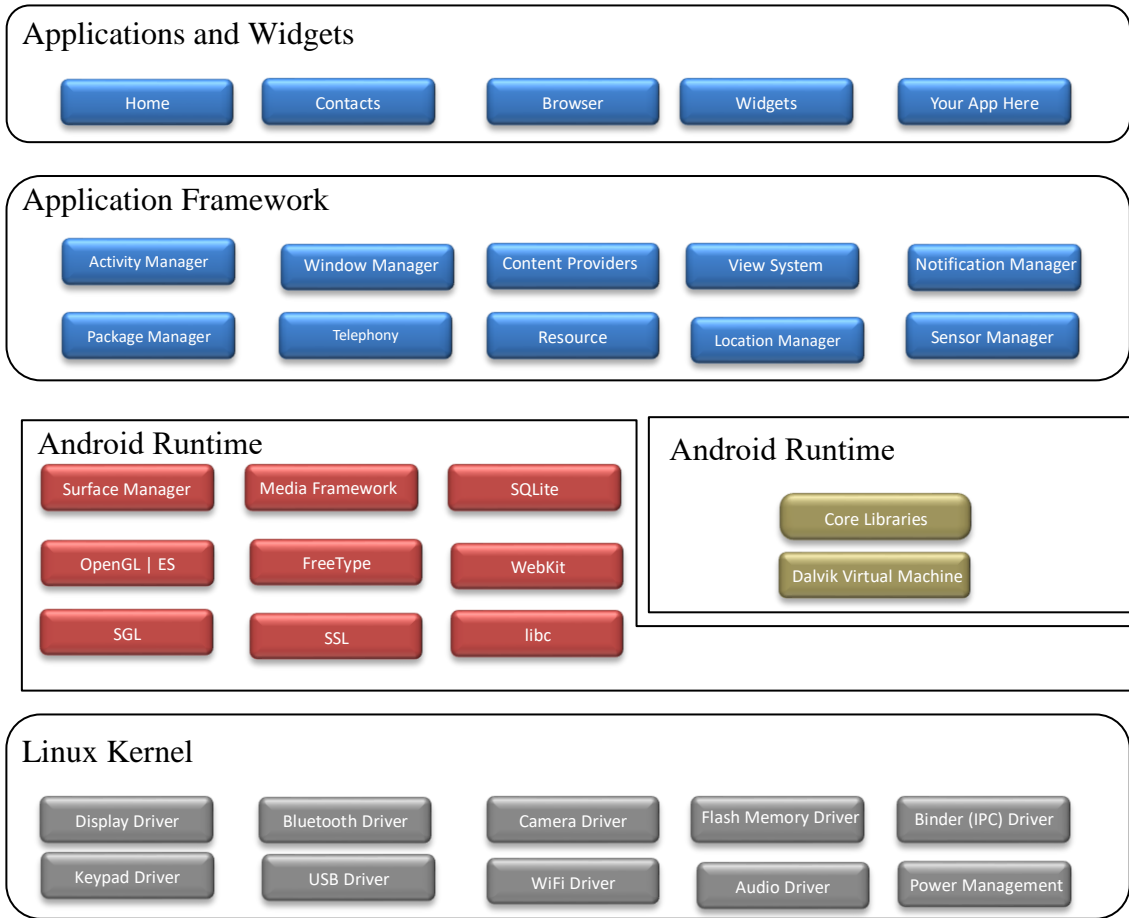 Applications and Widgets
Home
Contacts
Browser
Widgets
Your App Here
Application Framework
Activity Manager
Window Manager
Content Providers
View System
Notification Manager
Package Manager
Telephony
Resource
Location Manager
Sensor Manager
Android Runtime
Surface Manager
Media Framework
SQLite
OpenGL | ES
FreeType
WebKit
SGL
SSL
libc
Android Runtime
Core Libraries
Dalvik Virtual Machine
Linux Kernel
Display Driver
Bluetooth Driver
Camera Driver
Flash Memory Driver
Binder (IPC) Driver
Keypad Driver
USB Driver
WiFi Driver
Audio Driver
Power Management